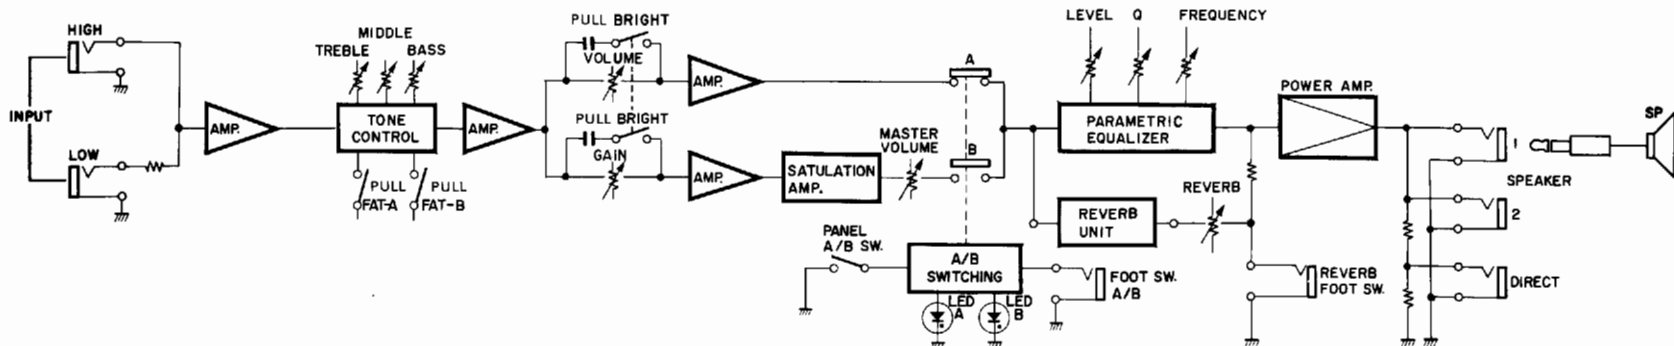 INPUT
HIGH
LOW
AMP.
TREBLE
MIDDLE
BASS
TONE
CONTROL
PULL
FAT-A
PULL
FAT-B
AMP.
PULL BRIGHT
VOLUME
AMP.
PULL BRIGHT
GAIN
AMP.
SATULATION
AMP.
MASTER
VOLUME
A
B
PANEL
A/B SW.
A/B
SWITCHING
LED
A
LED
B
FOOT SW.
A/B
LEVEL
Q
FREQUENCY
PARAMETRIC
EQUALIZER
REVERB
UNIT
REVERB
REVERB
FOOT SW.
POWER AMP.
1
SPEAKER
2
DIRECT
SP